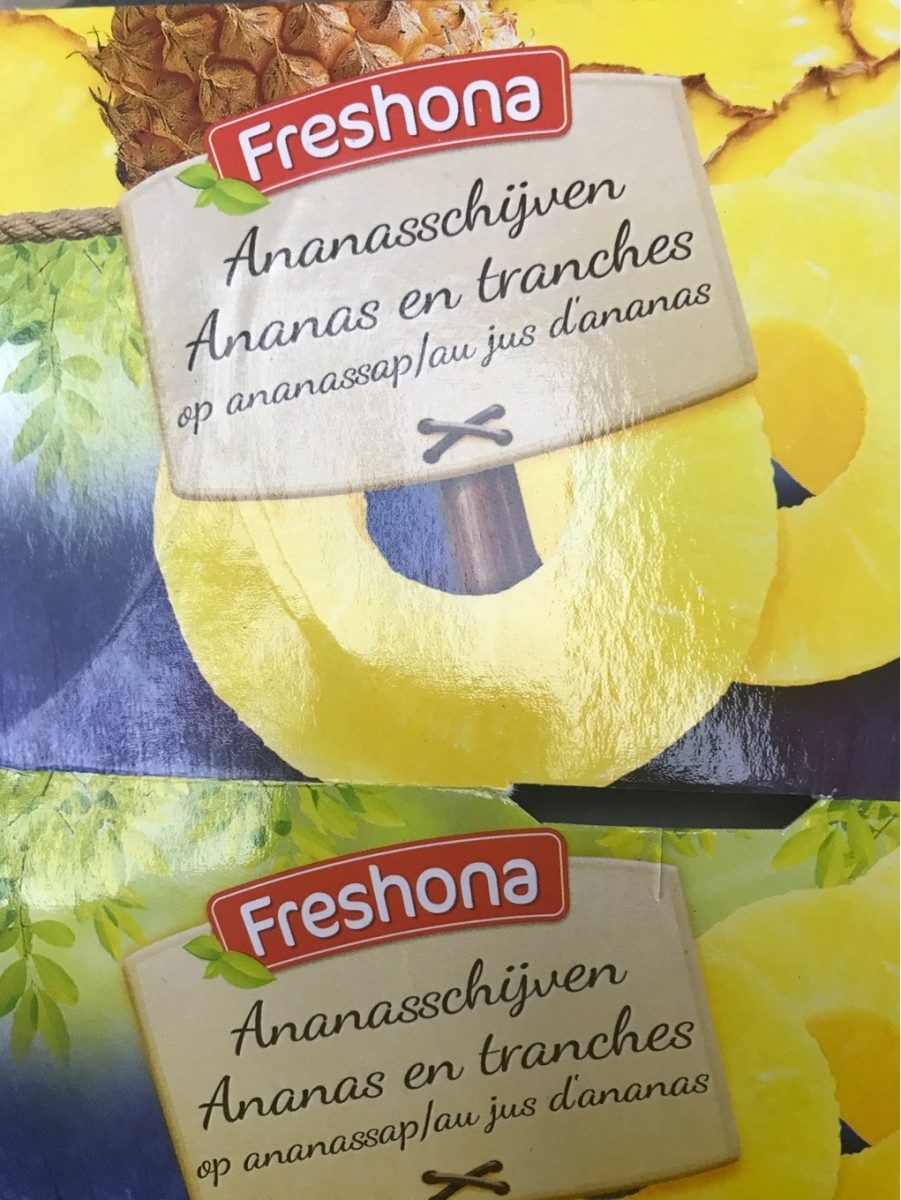 Freshona
Ananasschijven
Ananas en tranches
op ananassap/au jus d'ananas
Freshona
Ananasschijven
Ananas en tranches
op ananassap/au jus d'ananas